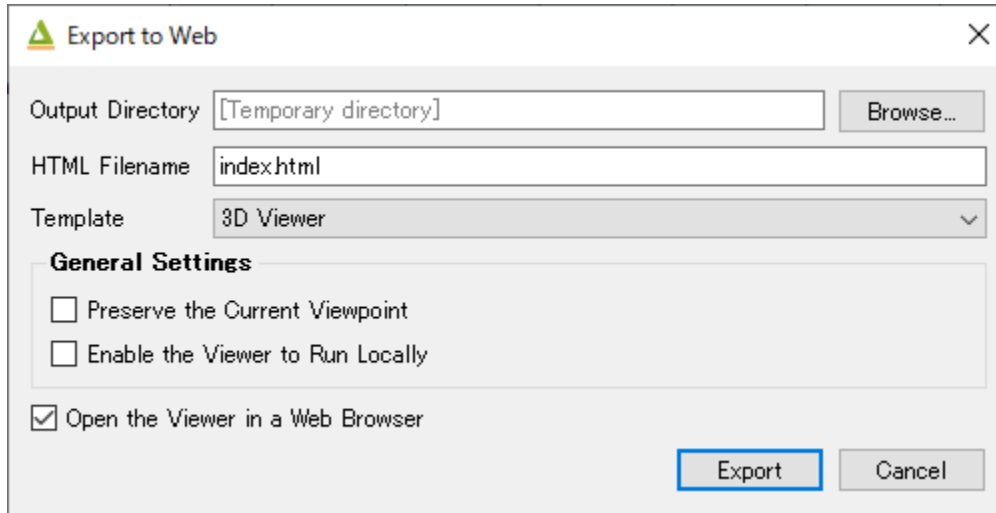 Export to Web
Output Directory [Temporary directory] Browse...
HTML Filename index.html
Template 3D Viewer
General Settings
Preserve the Current Viewpoint
Enable the Viewer to Run Locally
Open the Viewer in a Web Browser
Export Cancel